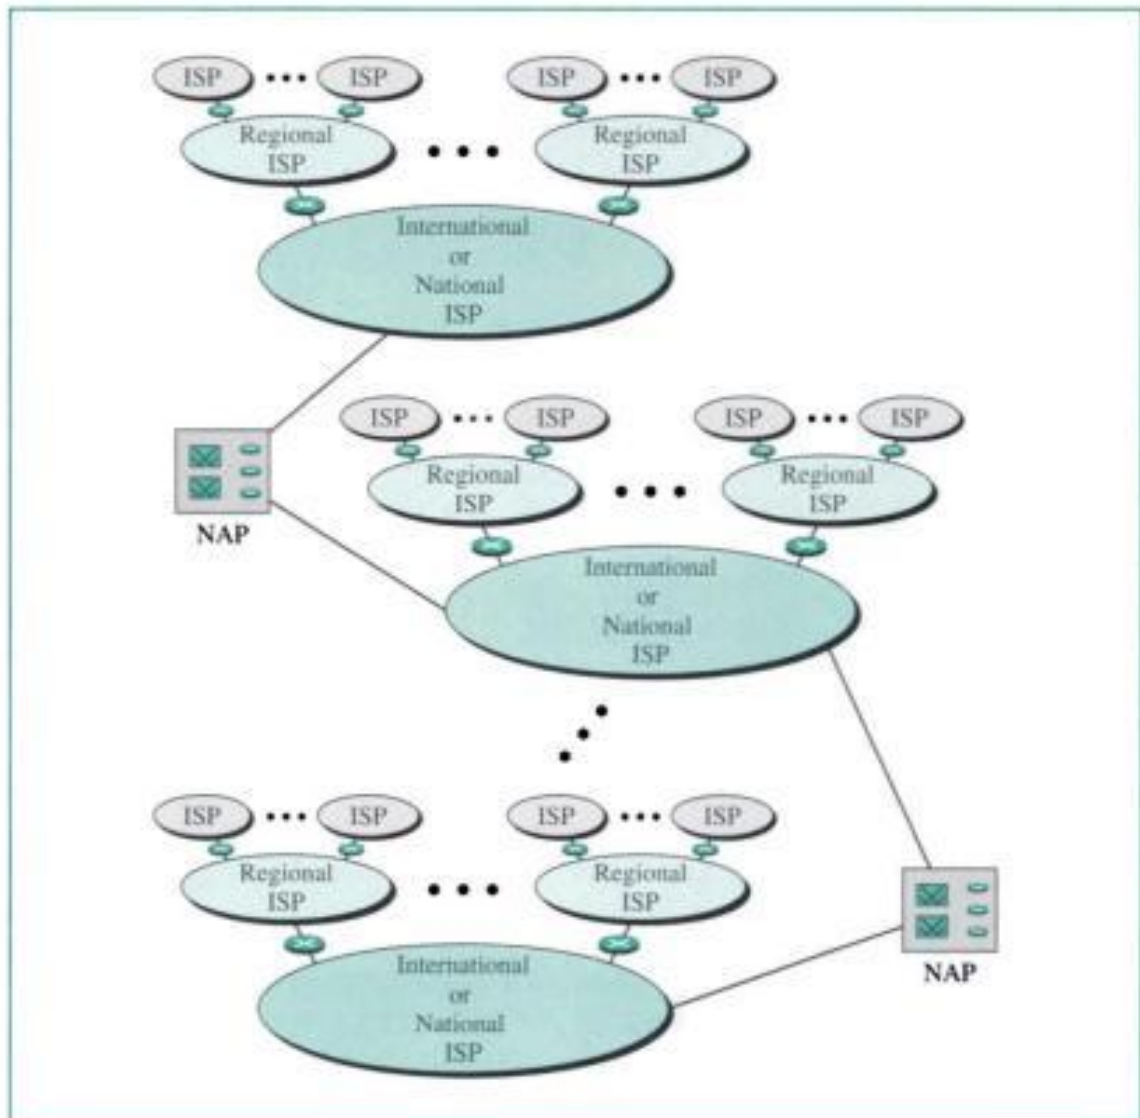 ISP ISP ISP ISP
Regional Regional
ISP ISP
International
or
National
ISP
ISP ISP ISP ISP
Regional Regional
ISP ISP
NAP
International
or
National
ISP
ISP ISP ISP ISP
Regional Regional
ISP ISP
International
or
National
ISP
NAP